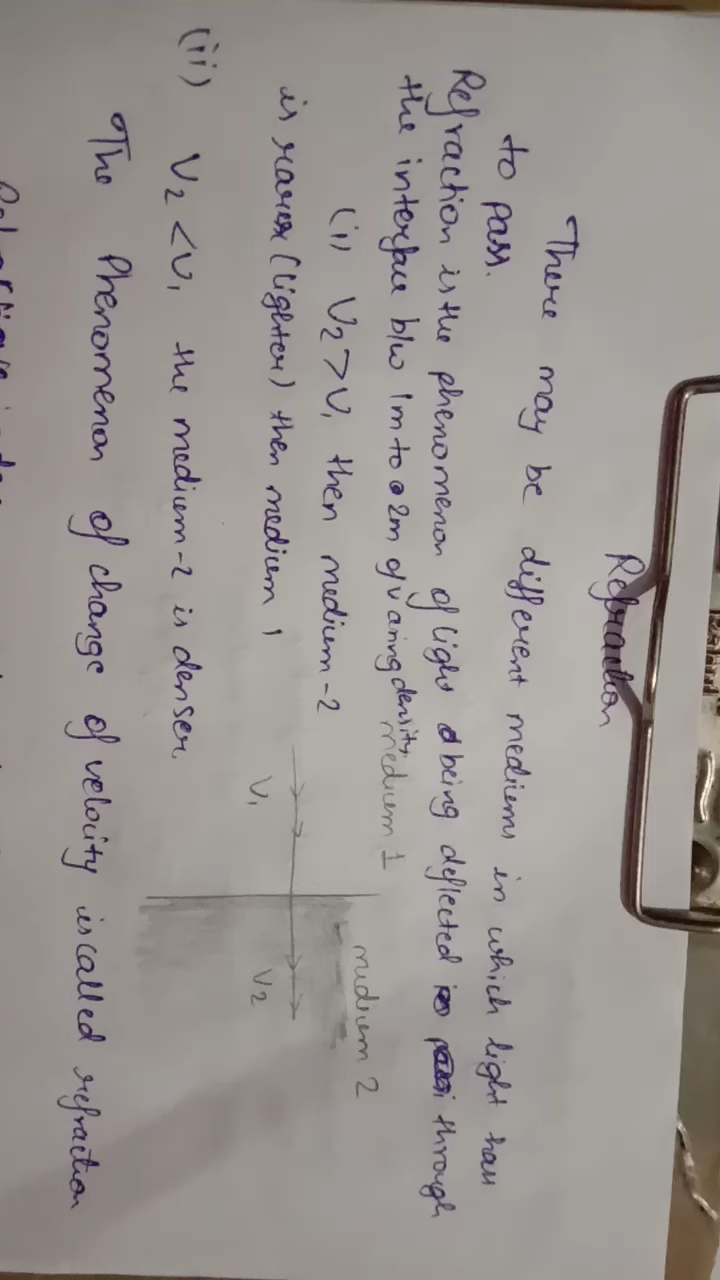 Refraction
There may be different mediums in which light has
to pass.
Refraction is the phenomenon of light being deflected through
the interface b/w 1m to 2m of varing density
(i) V2 > V1 then medium-2
is rarer (lighter) then medium 1
medium 1
medium 2
V1
V2
(ii) V2 < V1 the medium-2 is denser.
The Phenomenon of change of velocity is called refraction